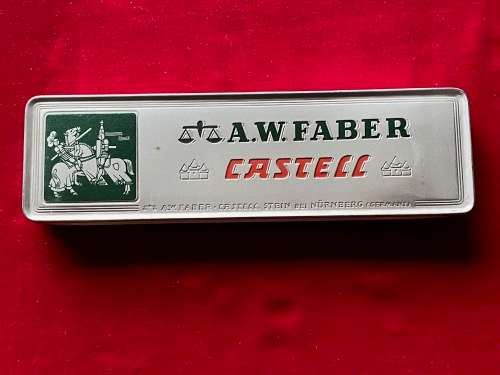 A.W. FABER
CASTELL
A.W. FABER-CASTELL STEIN BEI NÜRNBERG (GERMANY)